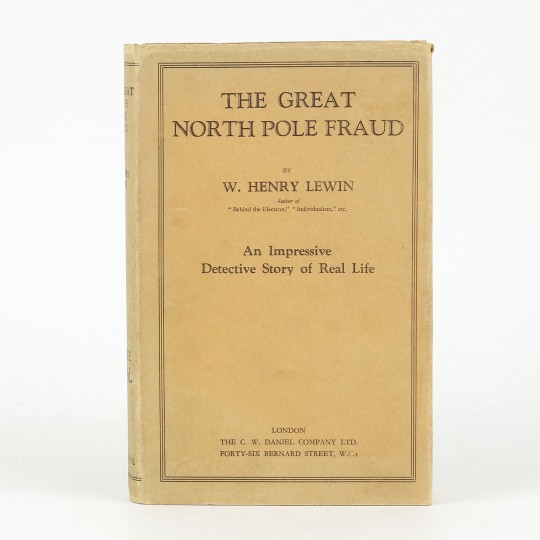 THE GREAT
NORTH POLE FRAUD
BY
W. HENRY LEWIN
Author of
"Behind the Electron," "Individualism," etc.
An Impressive
Detective Story of Real Life
LONDON
THE C. W. DANIEL COMPANY LTD.
FORTY-SIX BERNARD STREET, W.C.1